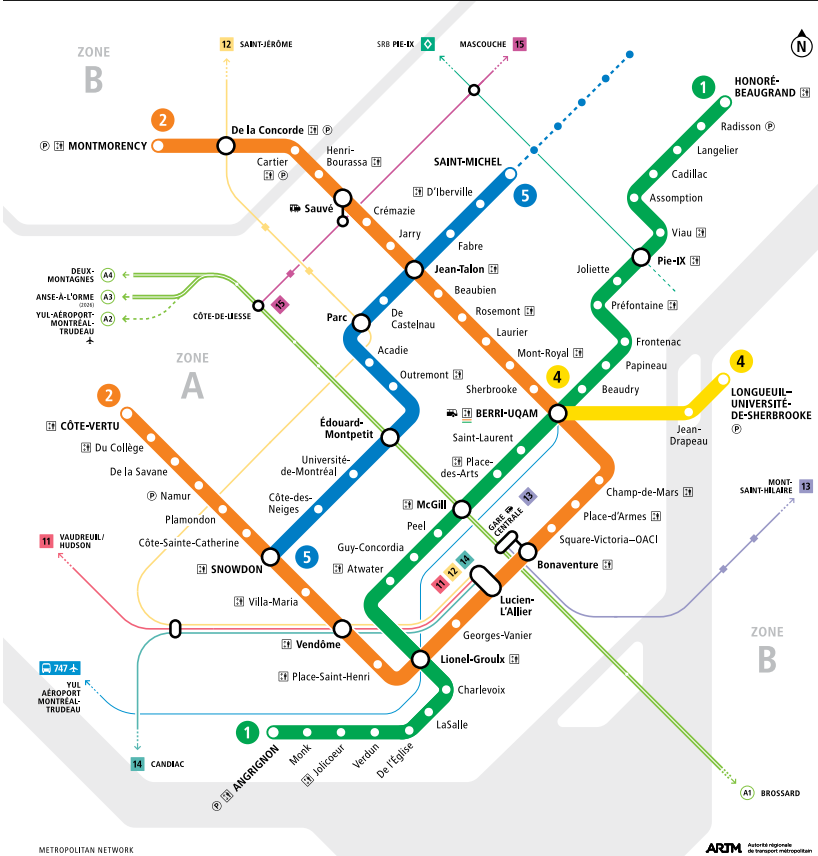 12 SAINT-JÉRÔME
SRB PIE-IX
MASCOUCHE 15
N
ZONE
B
1
HONORÉ-
BEAUGRAND
2
De la Concorde P
P MONTMORENCY
Radisson P
Henri-
Bourassa
Cartier
P
SAINT-MICHEL
Langelier
Cadillac
5
D'Iberville
Assomption
Sauvé
Crémazie
Jarry
Fabre
Viau
Pie-IX
Jean-Talon
Joliette
DEUX-
MONTAGNES A4
ANSE-À-L'ORME
(2026) A3
YUL-AÉROPORT-
MONTRÉAL-
TRUDEAU A2
CÔTE-DE-LIESSE
15
Beaubien
Préfontaine
Parc
De
Castelnau
Rosemont
Laurier
Frontenac
Acadie
Mont-Royal
Papineau
ZONE
A
Outremont
Sherbrooke
4
Beaudry
4
LONGUEUIL–
UNIVERSITÉ-
DE-SHERBROOKE
P
2
CÔTE-VERTU
BERRI-UQAM
Jean-
Drapeau
Édouard-
Montpetit
Saint-Laurent
Du Collège
De la Savane
Université-
de-Montréal
Place-
des-Arts
P Namur
MONT-
SAINT-HILAIRE 13
Champ-de-Mars
Côte-des-
Neiges
McGill
13
GARE
CENTRALE
Place-d'Armes
Plamondon
Peel
Square-Victoria–OACI
11 VAUDREUIL/
HUDSON
Côte-Sainte-Catherine
Guy-Concordia
SNOWDON
5
Atwater
Bonaventure
11 12 14
Lucien-
L'Allier
Villa-Maria
Georges-Vanier
Vendôme
ZONE
B
747
YUL
AÉROPORT
MONTRÉAL-
TRUDEAU
Place-Saint-Henri
Lionel-Groulx
Charlevoix
LaSalle
1
P ANGRIGNON
Monk
Jolicoeur
Verdun
De l'Église
14 CANDIAC
A1 BROSSARD
METROPOLITAN NETWORK
ARTM Autorité régionale
de transport métropolitain